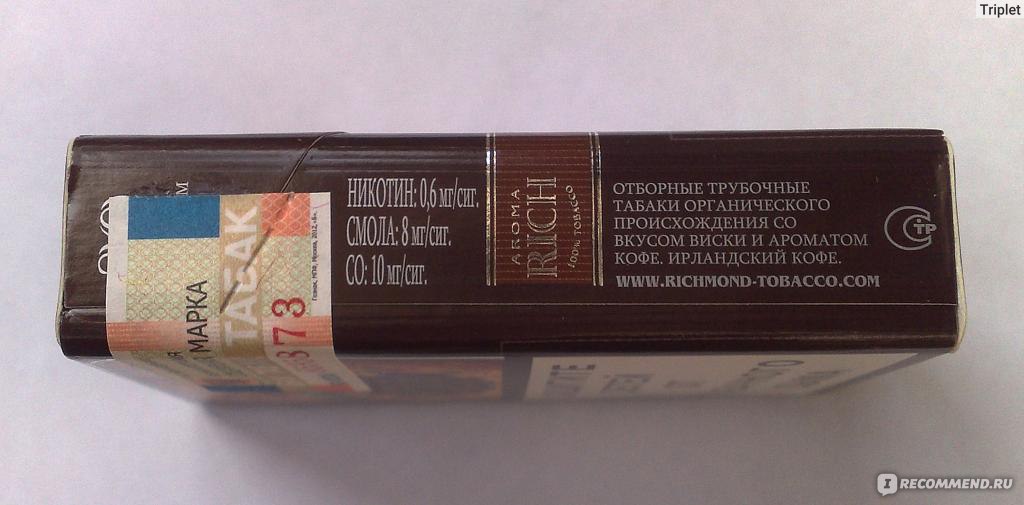 Triplet
МАРКА
ТАБАК
373
НИКОТИН: 0,6 мг/сиг.
СМОЛА: 8 мг/сиг.
СО: 10 мг/сиг.
AROMA
RICH
100% TOBACCO
ОТБОРНЫЕ ТРУБОЧНЫЕ
ТАБАКИ ОРГАНИЧЕСКОГО
ПРОИСХОЖДЕНИЯ СО
ВКУСОМ ВИСКИ И АРОМАТОМ
КОФЕ. ИРЛАНДСКИЙ КОФЕ.
WWW.RICHMOND-TOBACCO.COM
СТР
I RECOMMEND.RU